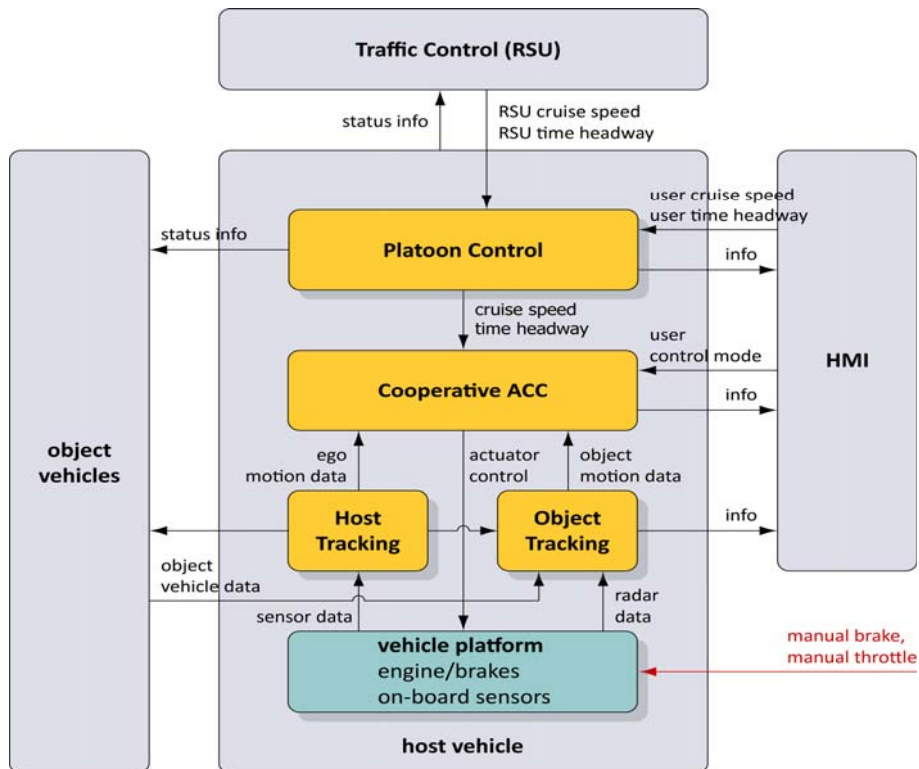 Traffic Control (RSU)
status info
RSU cruise speed
RSU time headway
user cruise speed
user time headway
status info
Platoon Control
info
cruise speed
time headway
user
control mode
HMI
Cooperative ACC
info
object
vehicles
ego
motion data
actuator
control
object
motion data
Host
Tracking
Object
Tracking
info
object
vehicle data
sensor data
radar
data
vehicle platform
engine/brakes
on-board sensors
manual brake,
manual throttle
host vehicle